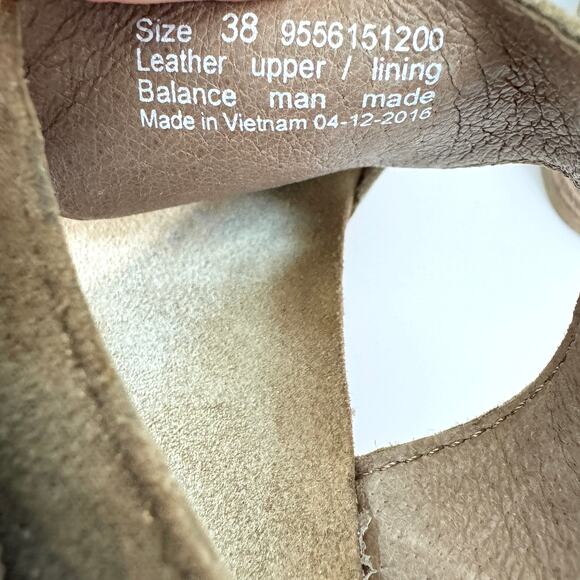 Size 38 9556151200
Leather upper / lining
Balance man made
Made in Vietnam 04-12-2016